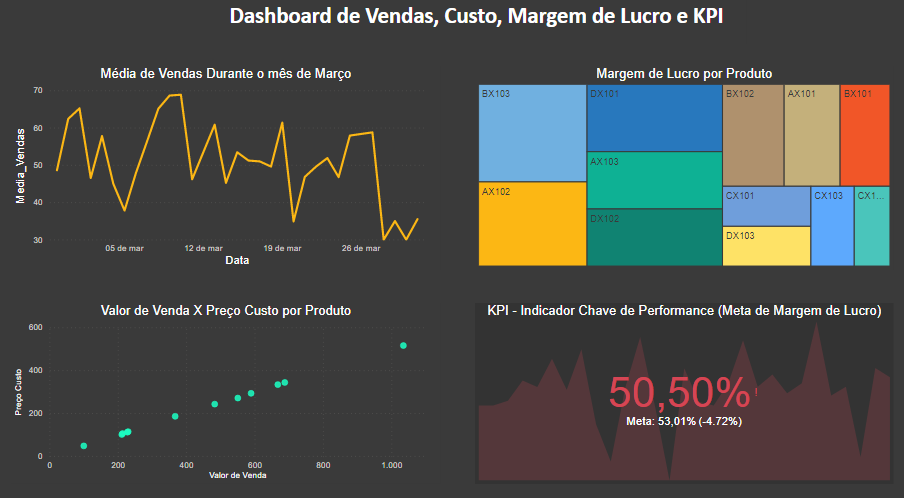 Dashboard de Vendas, Custo, Margem de Lucro e KPI
Média de Vendas Durante o mês de Março
70
60
50
40
30
Media_Vendas
05 de mar
12 de mar
19 de mar
26 de mar
Data
Margem de Lucro por Produto
BX103
DX101
BX102
AX101
BX101
AX103
AX102
CX101
CX103
CX1...
DX102
DX103
Valor de Venda X Preço Custo por Produto
600
400
200
0
Preço Custo
0
200
400
600
800
1.000
Valor de Venda
KPI - Indicador Chave de Performance (Meta de Margem de Lucro)
50,50%
Meta: 53,01% (-4.72%)